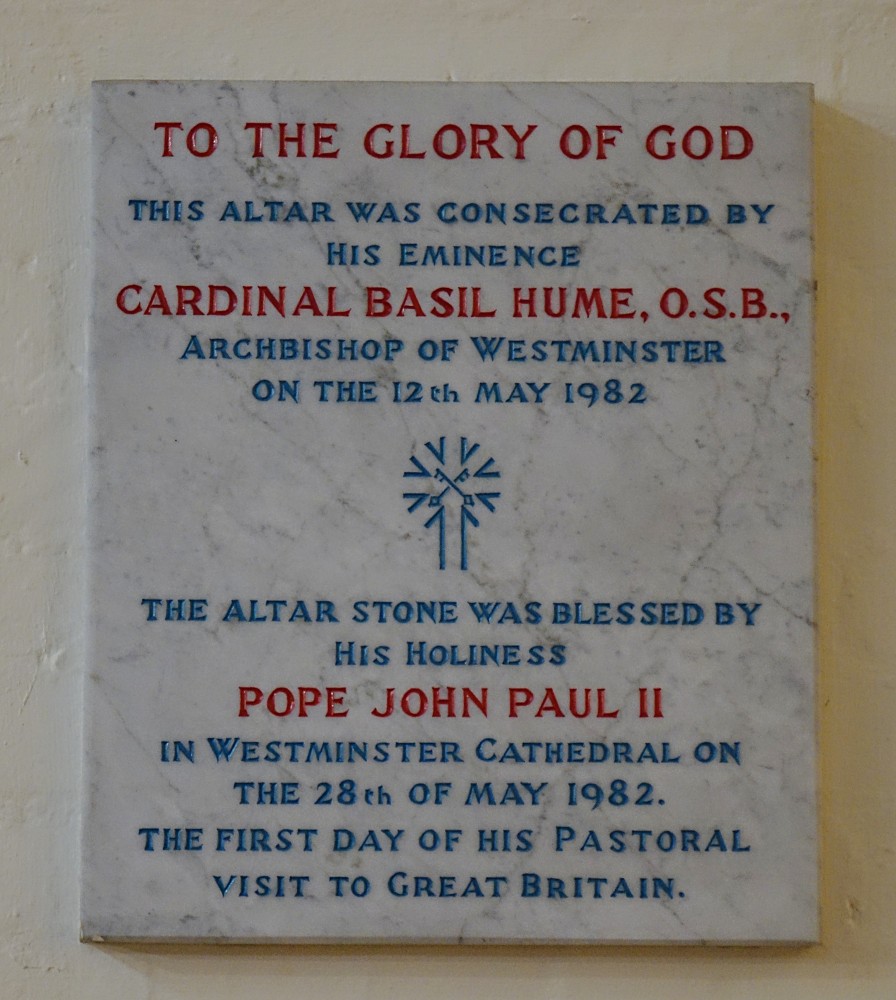 TO THE GLORY OF GOD
THIS ALTAR WAS CONSECRATED BY
HIS EMINENCE
CARDINAL BASIL HUME, O.S.B.,
ARCHBISHOP OF WESTMINSTER
ON THE 12th MAY 1982
THE ALTAR STONE WAS BLESSED BY
HIS HOLINESS
POPE JOHN PAUL II
IN WESTMINSTER CATHEDRAL ON
THE 28th OF MAY 1982.
THE FIRST DAY OF HIS PASTORAL
VISIT TO GREAT BRITAIN.